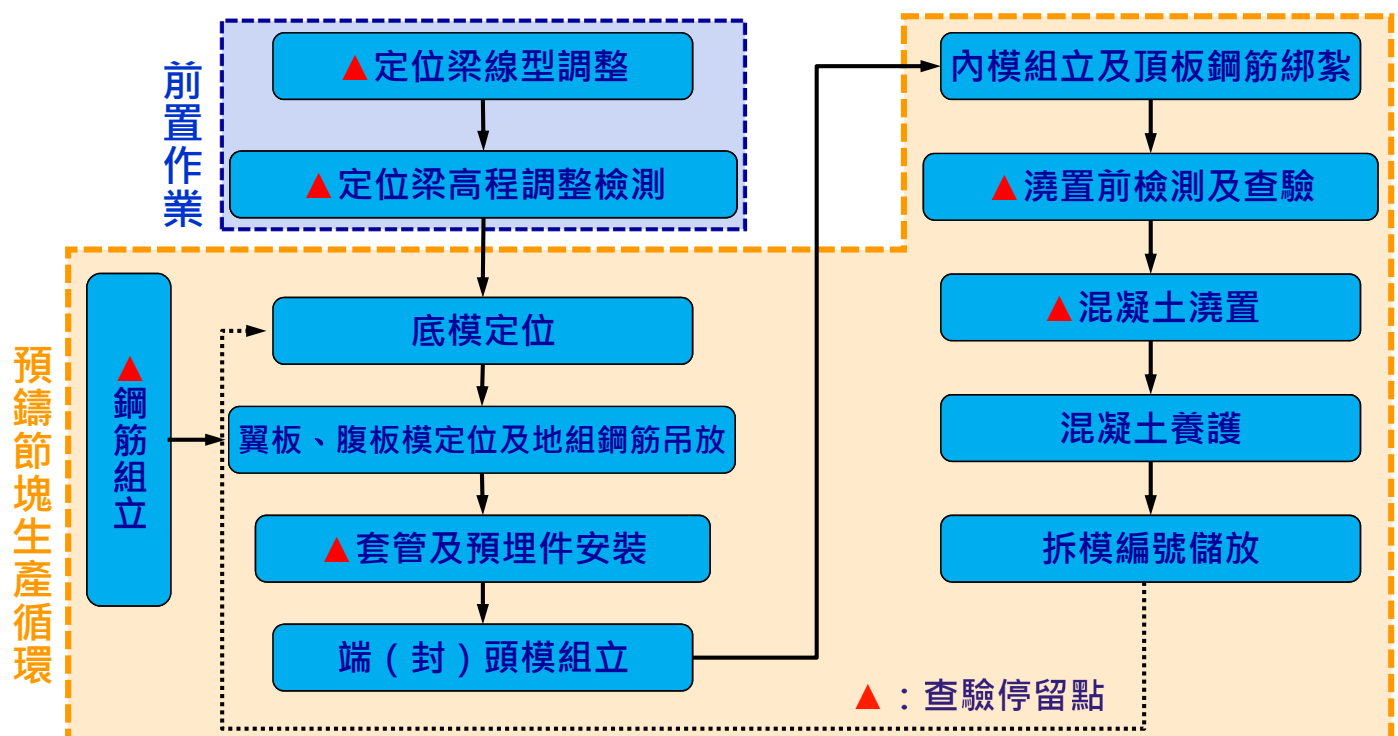 前置作業
▲定位梁線型調整
▲定位梁高程調整檢測
預鑄節塊生產循環
▲鋼筋組立
底模定位
翼板、腹板模定位及地組鋼筋吊放
▲套管及預埋件安裝
端（封）頭模組立
內模組立及頂板鋼筋綁紮
▲澆置前檢測及查驗
▲混凝土澆置
混凝土養護
拆模編號儲放
▲：查驗停留點